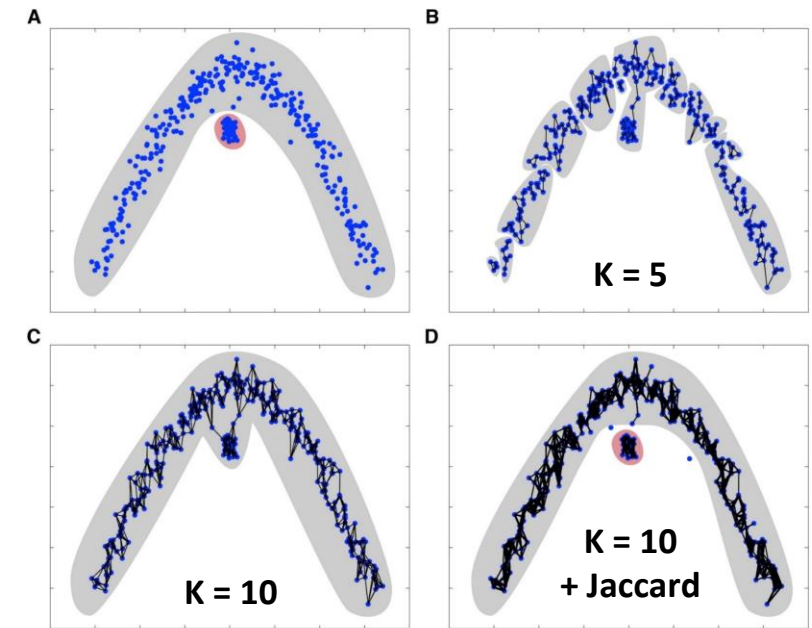 A
B
K = 5
C
D
K = 10
K = 10
+ Jaccard